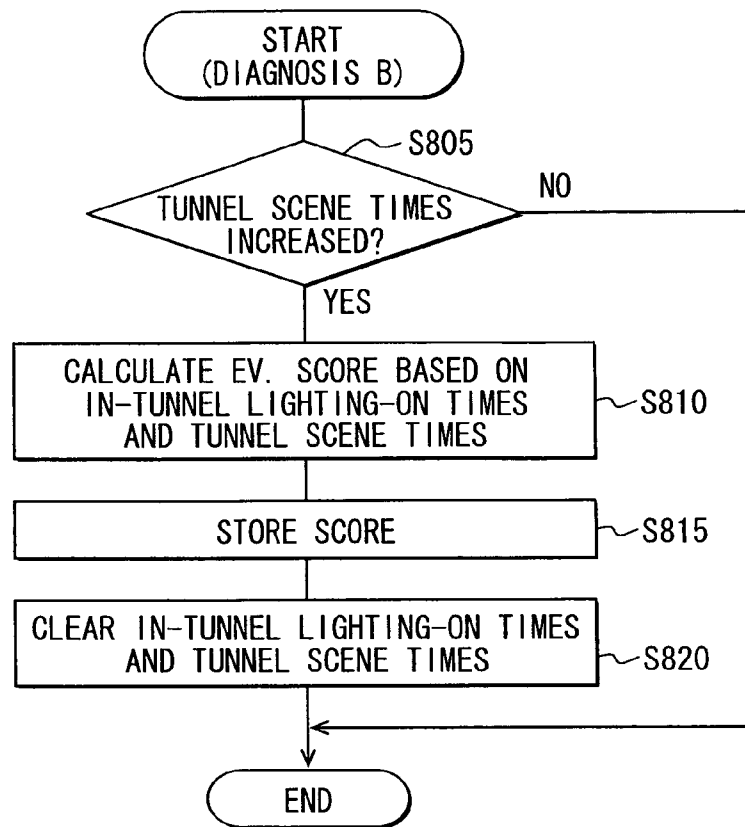 START
(DIAGNOSIS B)
S805
TUNNEL SCENE TIMES
INCREASED?
NO
YES
CALCULATE EV. SCORE BASED ON
IN-TUNNEL LIGHTING-ON TIMES
AND TUNNEL SCENE TIMES
S810
STORE SCORE
S815
CLEAR IN-TUNNEL LIGHTING-ON TIMES
AND TUNNEL SCENE TIMES
S820
END